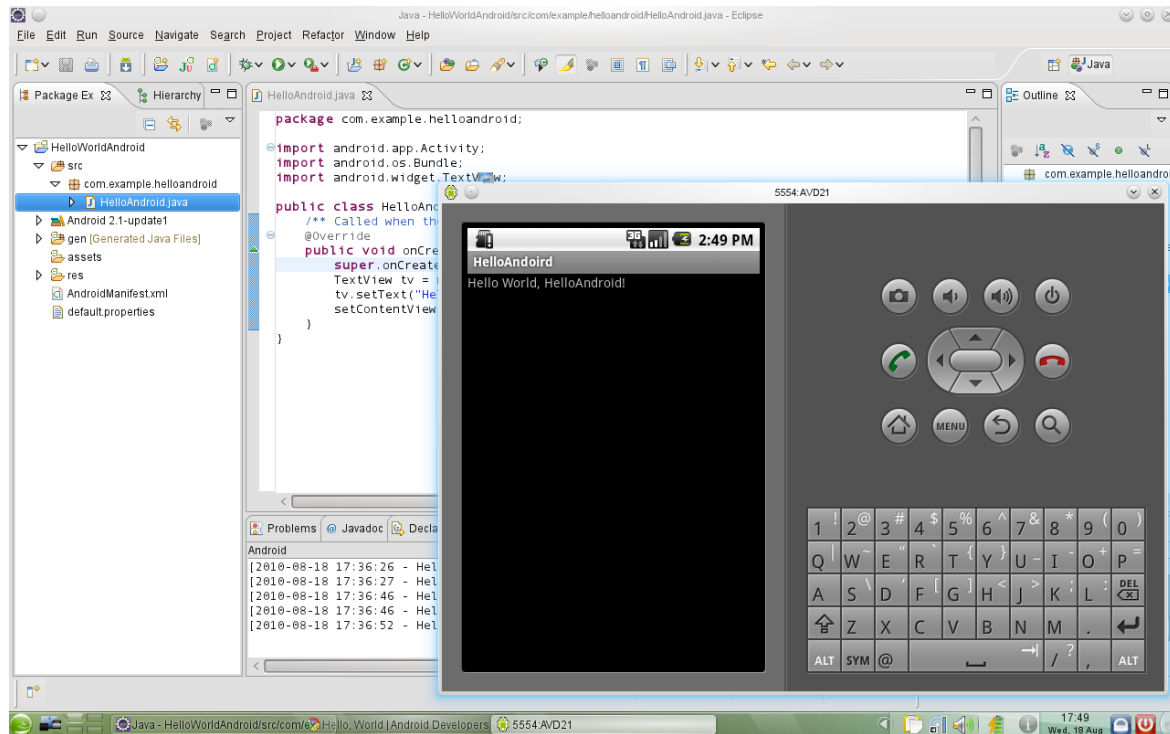 Java - HelloWorldAndroid/src/com/example/helloandroid/HelloAndroid.java - Eclipse
File Edit Run Source Navigate Search Project Refactor Window Help
Java
Package Ex Hierarchy
HelloWorldAndroid
src
com.example.helloandroid
HelloAndroid.java
Android 2.1-update1
gen [Generated Java Files]
assets
res
AndroidManifest.xml
default.properties
HelloAndroid.java
package com.example.helloandroid;
import android.app.Activity;
import android.os.Bundle;
import android.widget.TextV w;
public class HelloAnd
/** Called when th
@Override
public void onCre
super.onCreate
TextView tv =
tv.setText("He
setContentView
}
}
Outline
com.example.helloandro
5554:AVD21
3G 2:49 PM
HelloAndoird
Hello World, HelloAndroid!
MENU
1 ! 2 @ 3 # 4 $ 5 % 6 ^ 7 & 8 * 9 ( 0 )
Q | W ~ E " R ` T { Y } U _ I - O + P =
A S \ D ' F [ G ] H < J > K ; L : DEL
Z X C V B N M .
ALT SYM @ / ? , ALT
Problems @ Javadoc Decla
Android
[2010-08-18 17:36:26 - Hel
[2010-08-18 17:36:27 - Hel
[2010-08-18 17:36:46 - Hel
[2010-08-18 17:36:46 - Hel
[2010-08-18 17:36:52 - Hel
Java - HelloWorldAndroid/src/com/e Hello, World | Android Developers 5554:AVD21
17:49
Wed, 18 Aug